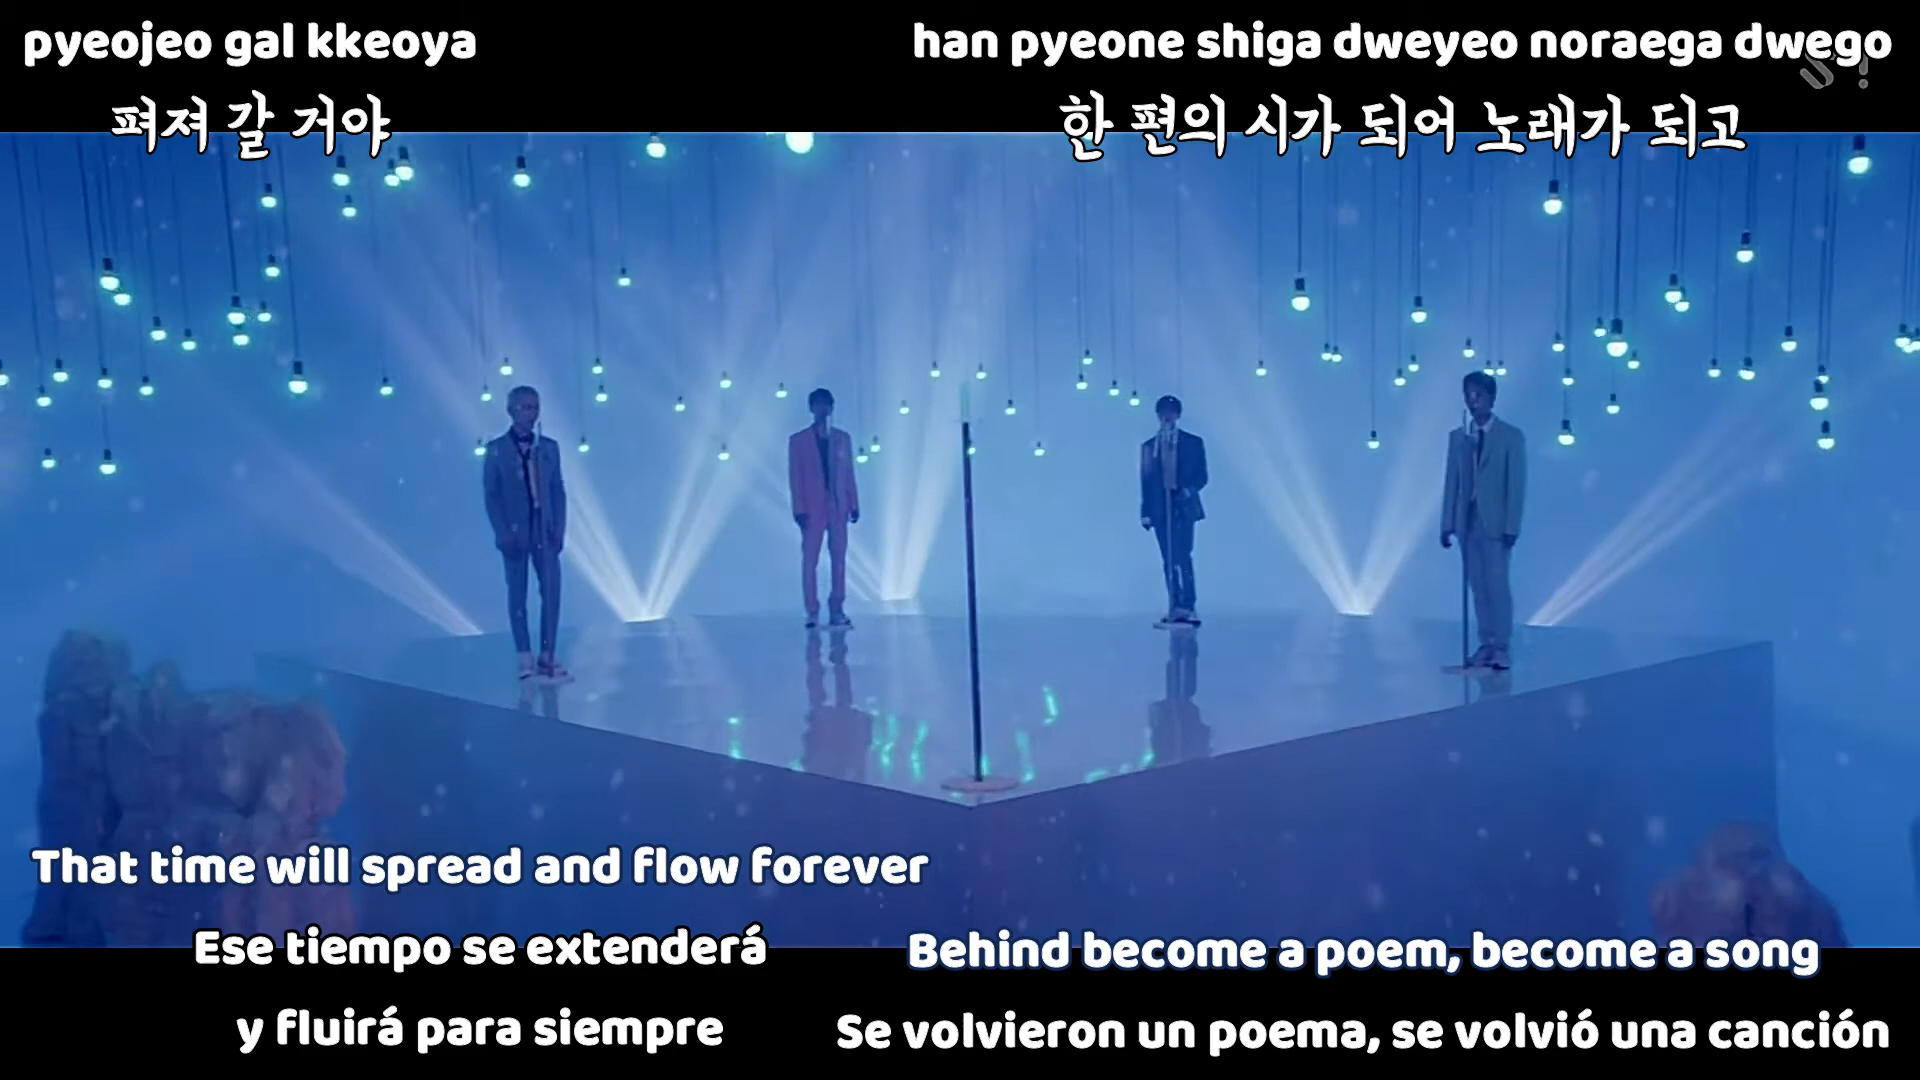 pyeojeo gal kkeoya
펴져 갈 거야
han pyeone shiga dweyeo noraega dwego
한 편의 시가 되어 노래가 되고
That time will spread and flow forever
Ese tiempo se extenderá
y fluirá para siempre
Behind become a poem, become a song
Se volvieron un poema, se volvió una canción